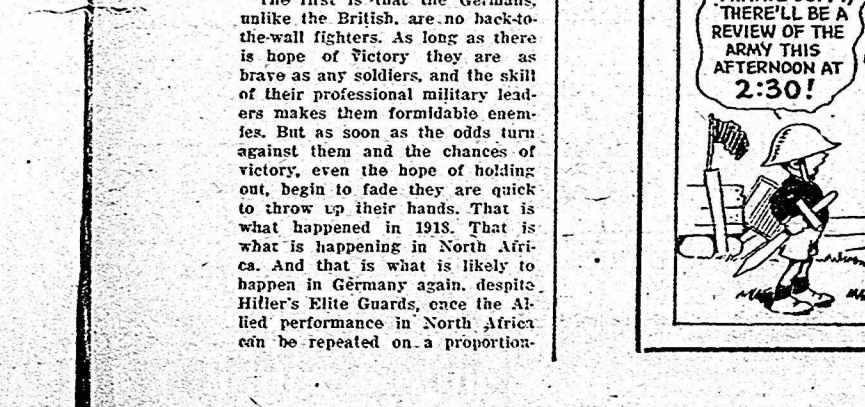 The first is that the Germans,
unlike the British, are no back-to-
the-wall fighters. As long as there
is hope of victory they are as
brave as any soldiers, and the skill
of their professional military lead-
ers makes them formidable enem-
ies. But as soon as the odds turn
against them and the chances of
victory, even the hope of holding
out, begin to fade they are quick
to throw up their hands. That is
what happened in 1918. That is
what is happening in North Afri-
ca. And that is what is likely to
happen in Germany again, despite
Hitler's Elite Guards, once the Al-
lied performance in North Africa
can be repeated on a proportion-
THERE'LL BE A
REVIEW OF THE
ARMY THIS
AFTERNOON AT
2:30!